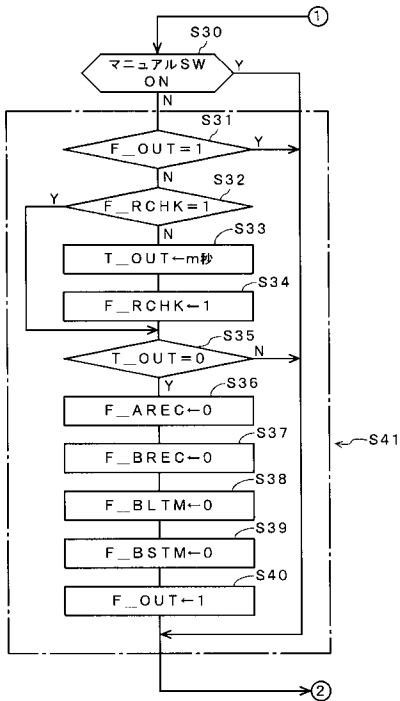 ①
S30
マニュアルSW
ON
Y
N
S31
F_OUT=1
Y
N
S32
Y
F_RCHK=1
N
S33
T_OUT←m秒
S34
F_RCHK←1
S35
T_OUT=0
N
Y
S36
F_AREC←0
S37
F_BREC←0
S41
S38
F_BLTM←0
S39
F_BSTM←0
S40
F_OUT←1
②